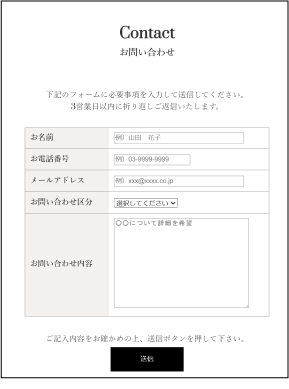 Contact
お問い合わせ
下記のフォームに必要事項を入力して送信してください。
3営業日以内に折り返しご返信いたします。
お名前
例）山田　花子
お電話番号
例）03-9999-9999
メールアドレス
例）xxx@xxxx.co.jp
お問い合わせ区分
選択してください
お問い合わせ内容
〇〇について詳細を希望
ご記入内容をお確かめの上、送信ボタンを押して下さい。
送信